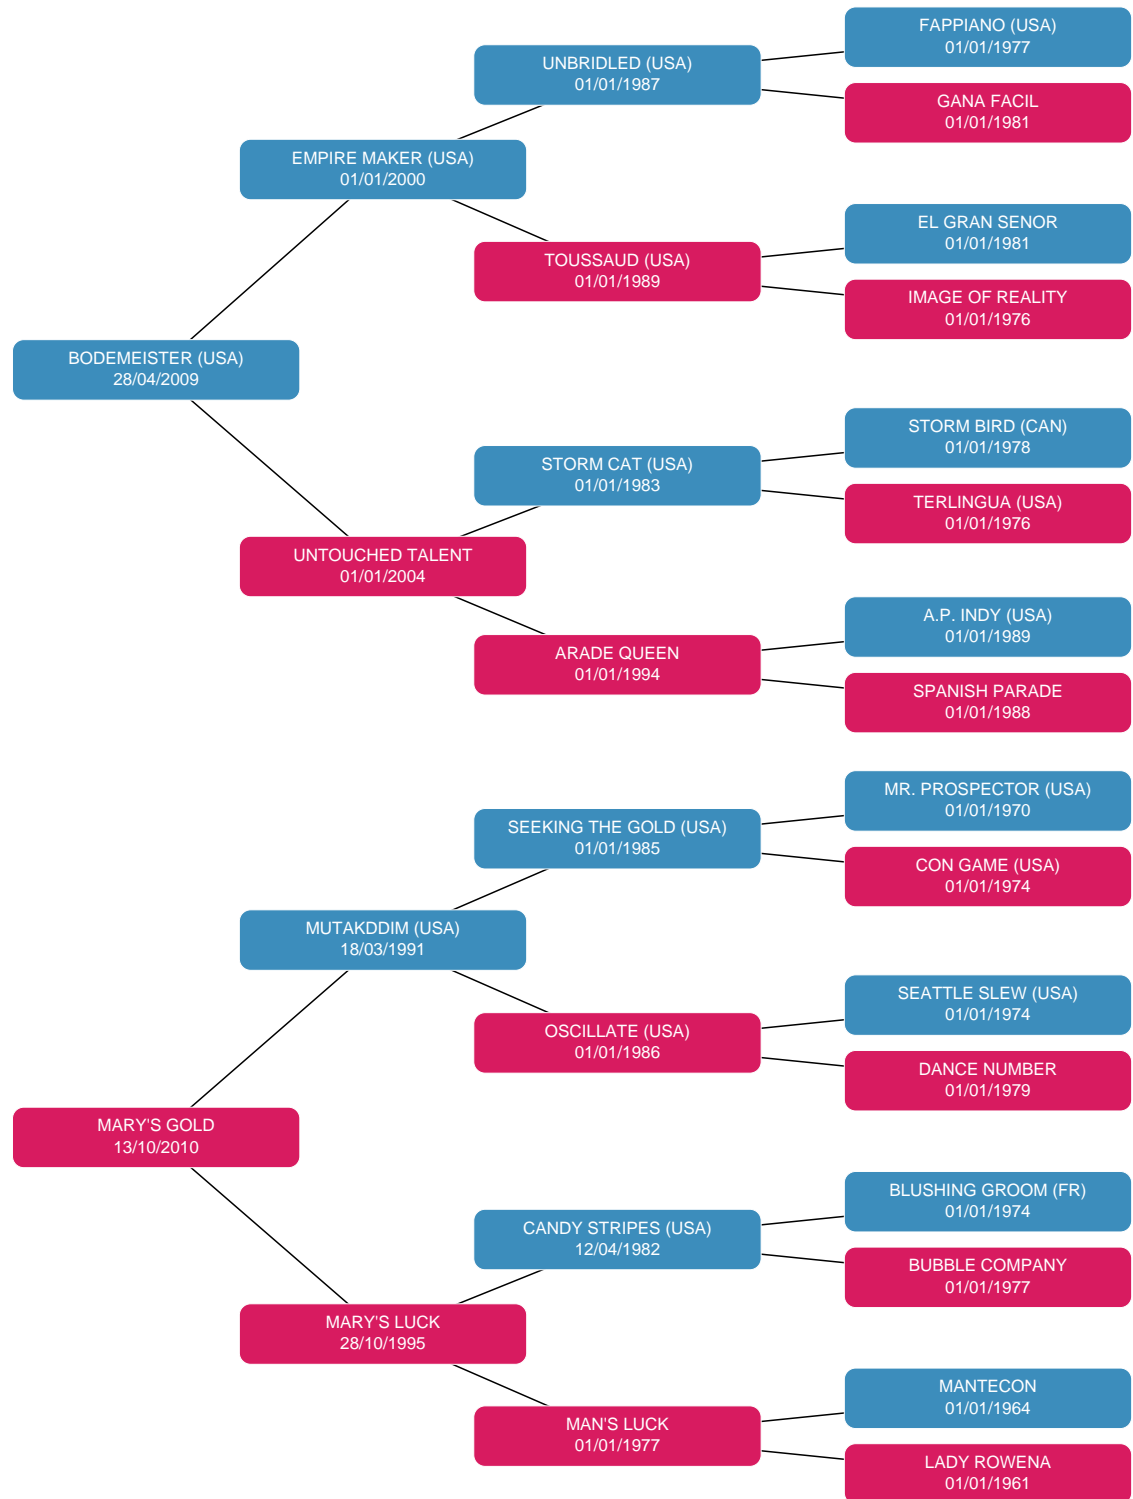 FAPPIANO (USA)
01/01/1977
UNBRIDLED (USA)
01/01/1987
GANA FACIL
01/01/1981
EMPIRE MAKER (USA)
01/01/2000
EL GRAN SENOR
01/01/1981
TOUSSAUD (USA)
01/01/1989
IMAGE OF REALITY
01/01/1976
BODEMEISTER (USA)
28/04/2009
STORM BIRD (CAN)
01/01/1978
STORM CAT (USA)
01/01/1983
TERLINGUA (USA)
01/01/1976
UNTOUCHED TALENT
01/01/2004
A.P. INDY (USA)
01/01/1989
ARADE QUEEN
01/01/1994
SPANISH PARADE
01/01/1988
MR. PROSPECTOR (USA)
01/01/1970
SEEKING THE GOLD (USA)
01/01/1985
CON GAME (USA)
01/01/1974
MUTAKDDIM (USA)
18/03/1991
SEATTLE SLEW (USA)
01/01/1974
OSCILLATE (USA)
01/01/1986
DANCE NUMBER
01/01/1979
MARY'S GOLD
13/10/2010
BLUSHING GROOM (FR)
01/01/1974
CANDY STRIPES (USA)
12/04/1982
BUBBLE COMPANY
01/01/1977
MARY'S LUCK
28/10/1995
MANTECON
01/01/1964
MAN'S LUCK
01/01/1977
LADY ROWENA
01/01/1961